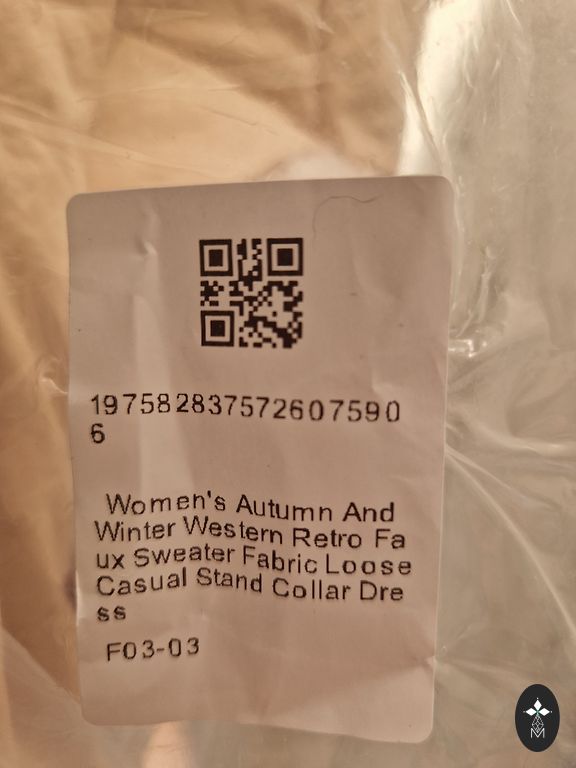 197582837572607590
6
Women's Autumn And
Winter Western Retro Fa
ux Sweater Fabric Loose
Casual Stand Collar Dre
ss
F03-03